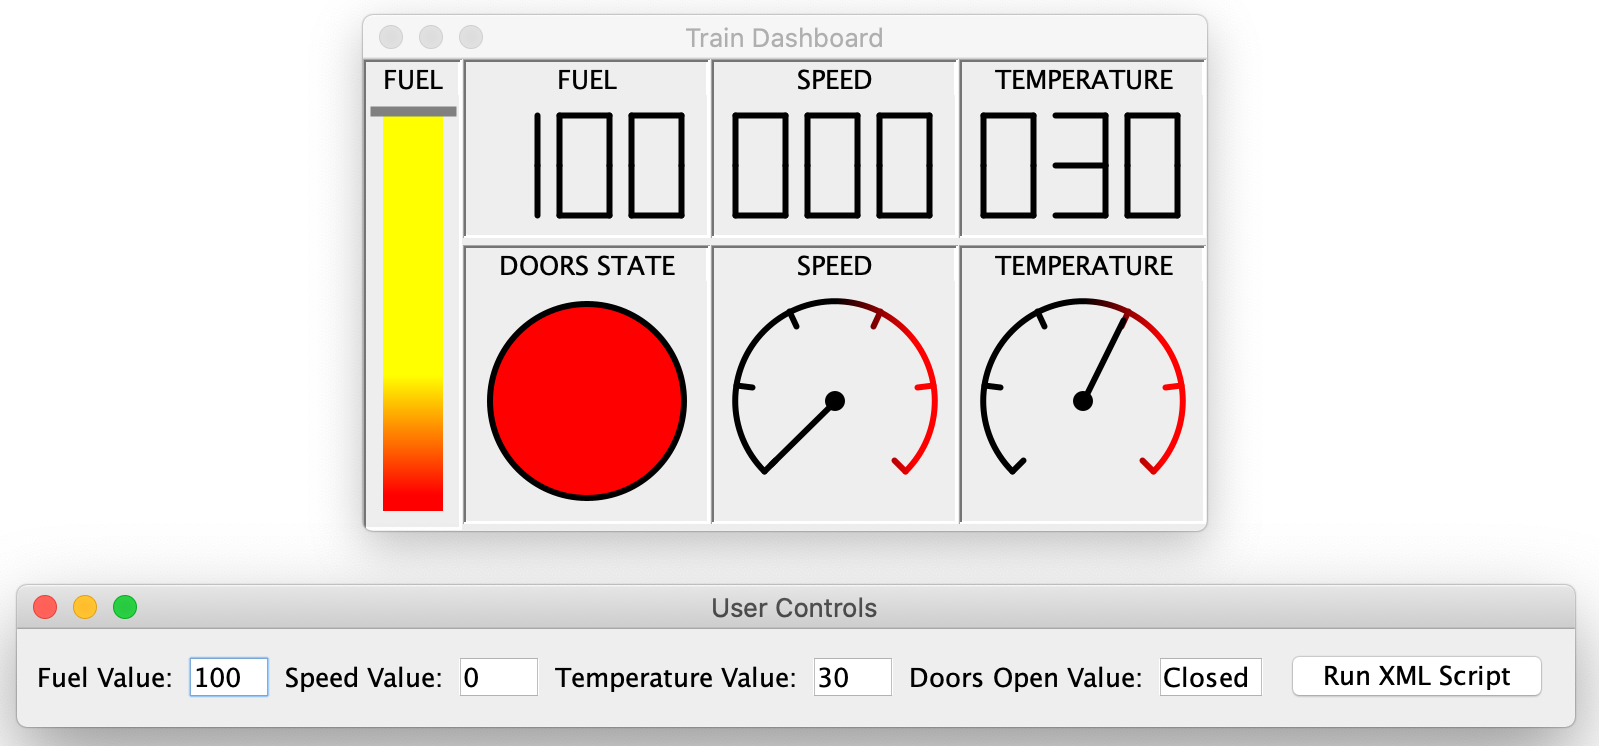 Train Dashboard
FUEL
FUEL
100
SPEED
000
TEMPERATURE
030
DOORS STATE
SPEED
TEMPERATURE
User Controls
Fuel Value: 100 Speed Value: 0 Temperature Value: 30 Doors Open Value: Closed Run XML Script